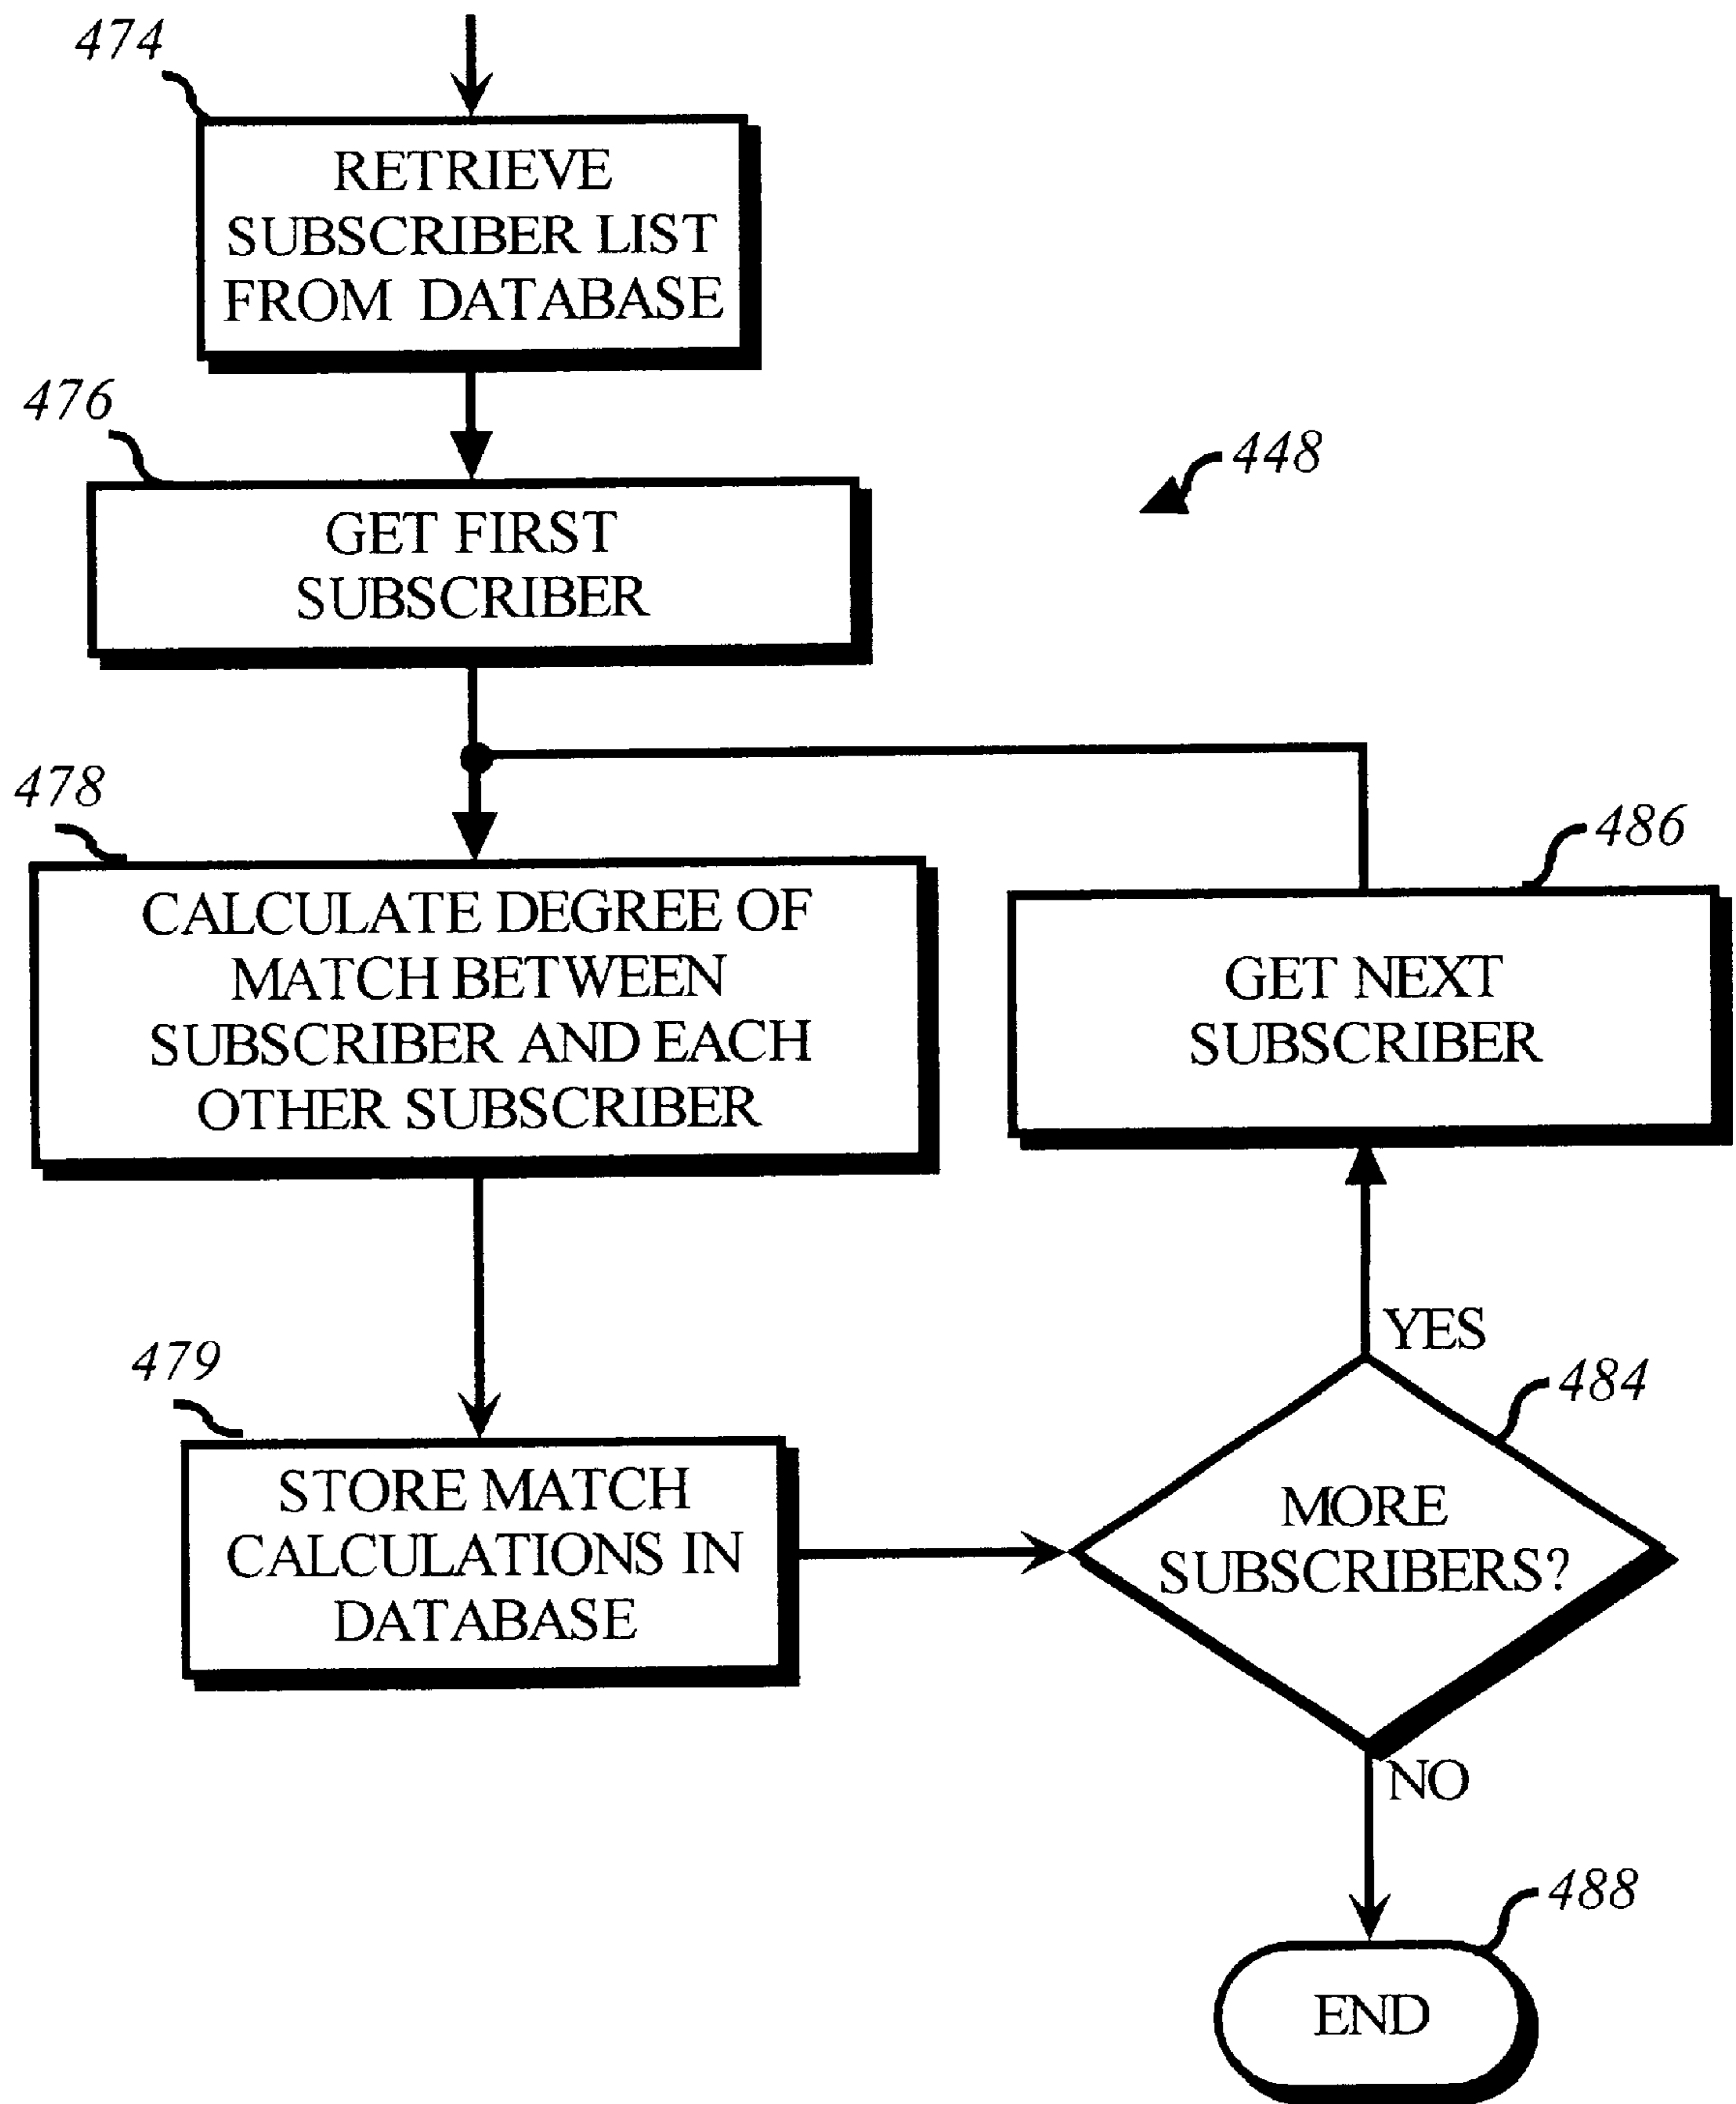 474
RETRIEVE
SUBSCRIBER LIST
FROM DATABASE
476
448
GET FIRST
SUBSCRIBER
478
486
CALCULATE DEGREE OF
MATCH BETWEEN
SUBSCRIBER AND EACH
OTHER SUBSCRIBER
GET NEXT
SUBSCRIBER
YES
479
484
STORE MATCH
CALCULATIONS IN
DATABASE
MORE
SUBSCRIBERS?
NO
488
END